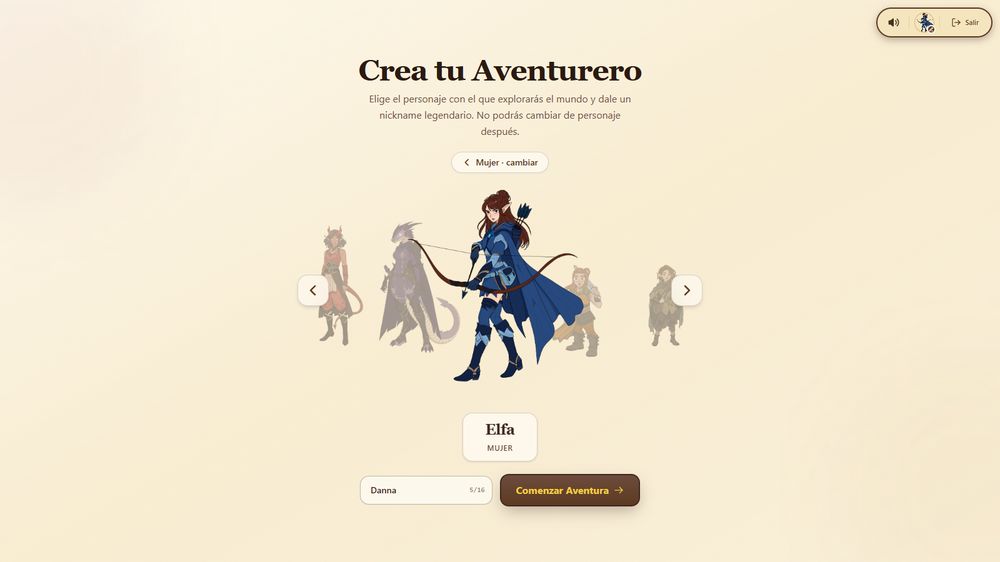 Salir
Crea tu Aventurero
Elige el personaje con el que explorarás el mundo y dale un
nickname legendario. No podrás cambiar de personaje
después.
Mujer · cambiar
Elfa
MUJER
Danna
5/16
Comenzar Aventura →